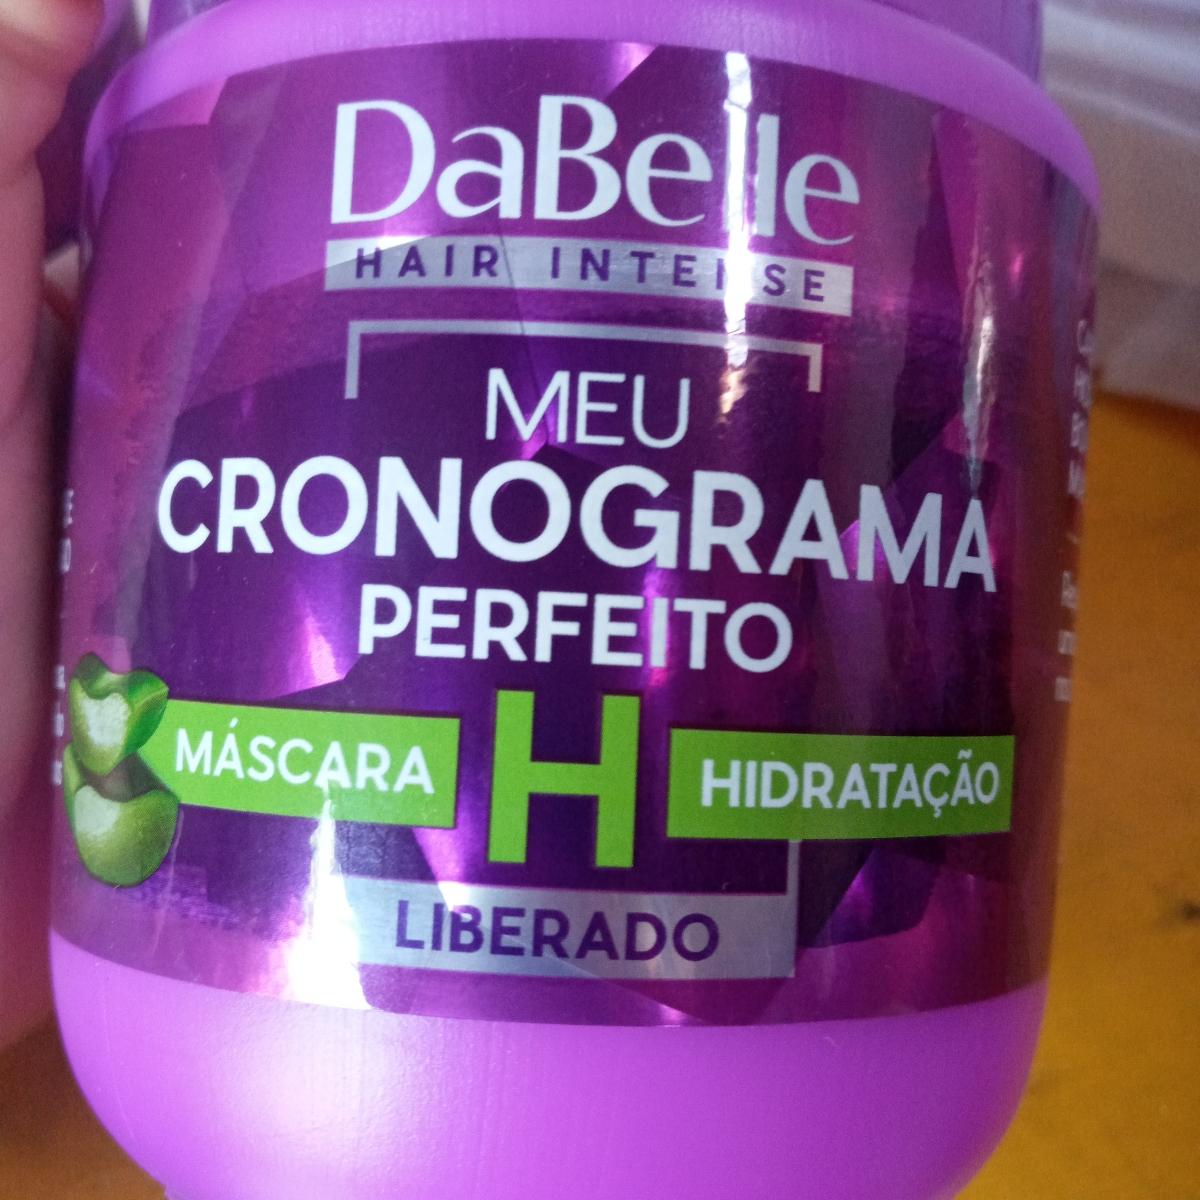 DaBelle
HAIR INTENSE
MEU
CRONOGRAMA
PERFEITO
MÁSCARA H HIDRATAÇÃO
LIBERADO